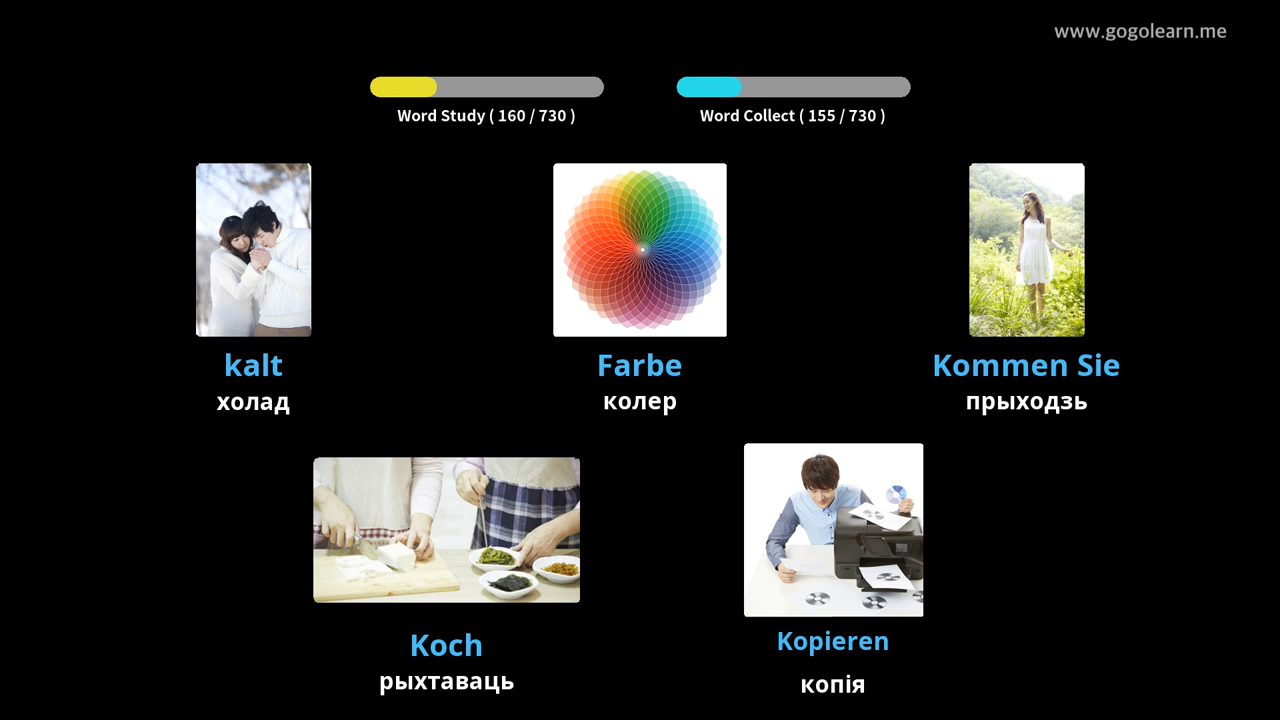 www.gogolearn.me
Word Study ( 160 / 730 )
Word Collect ( 155 / 730 )
kalt
холад
Farbe
колер
Kommen Sie
прыходзь
Koch
рыхтаваць
Kopieren
копія